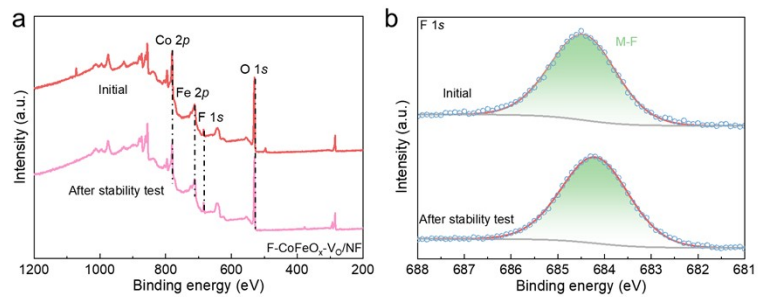 a
Intensity (a.u.)
Co 2p
Fe 2p
F 1s
O 1s
Initial
After stability test
F-CoFeOx-VO/NF
1200 1000 800 600 400 200
Binding energy (eV)
b
Intensity (a.u.)
F 1s
M-F
Initial
After stability test
688 687 686 685 684 683 682 681
Binding energy (eV)